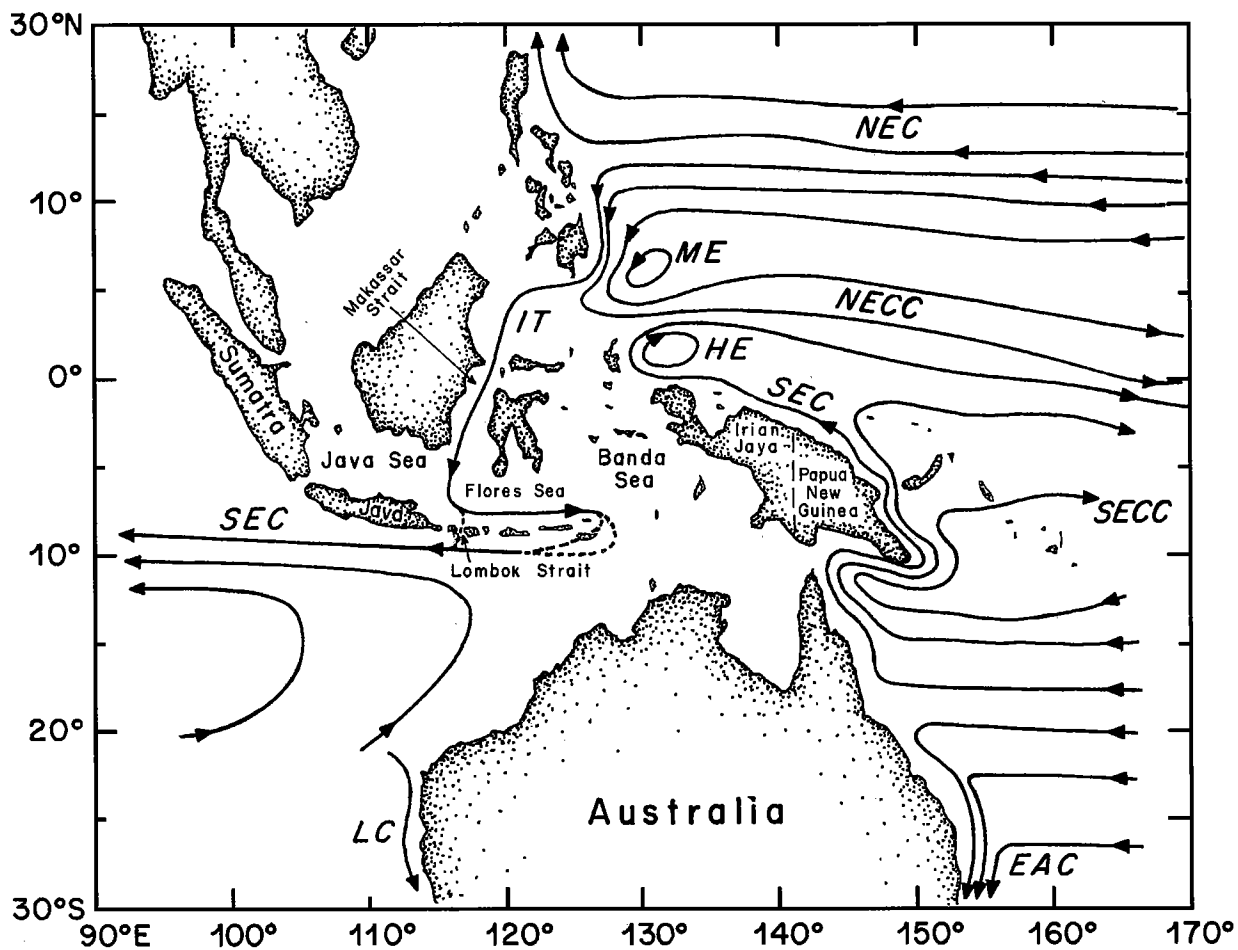 30°N
NEC
10°
ME
Makassar
Strait
IT
NECC
HE
0°
Sumatra
SEC
Irian
Jaya
Java Sea
Banda
Sea
Papua
New
Guinea
Flores Sea
Java
SEC
SECC
10°
Lombok Strait
20°
Australia
LC
EAC
30°S
90°E 100° 110° 120° 130° 140° 150° 160° 170°